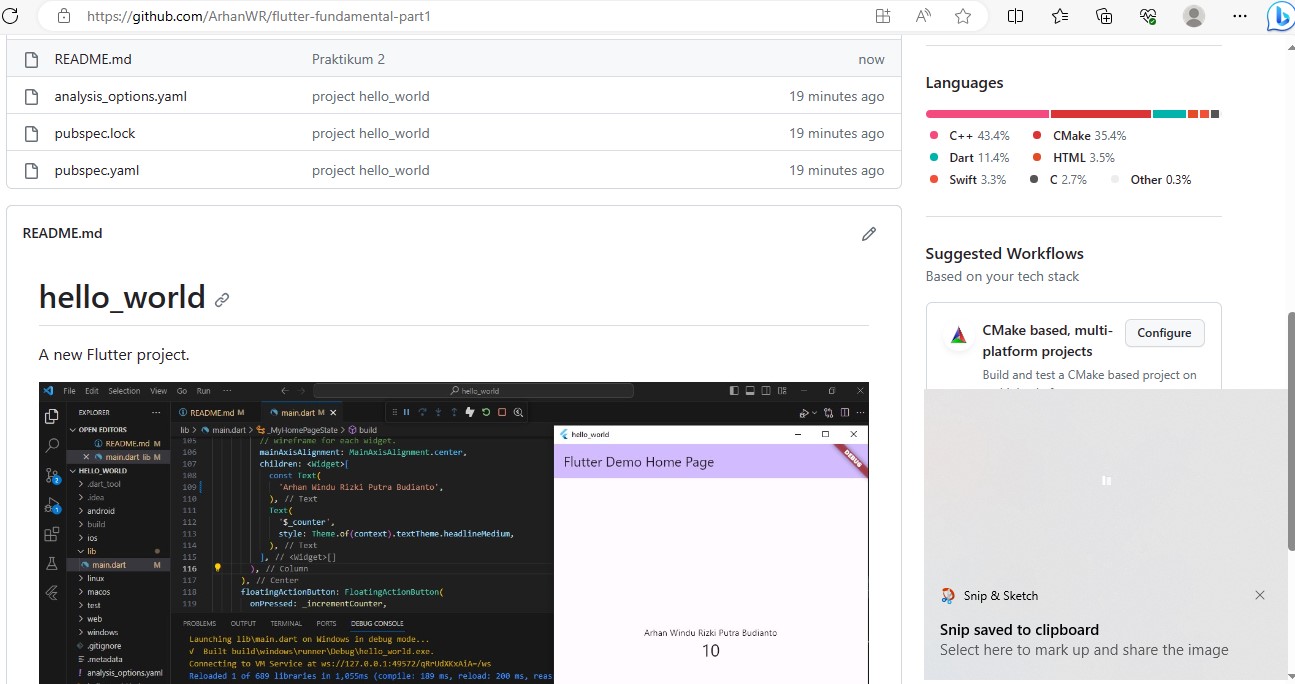 https://github.com/ArhanWR/flutter-fundamental-part1
README.md Praktikum 2 now
analysis_options.yaml project hello_world 19 minutes ago
pubspec.lock project hello_world 19 minutes ago
pubspec.yaml project hello_world 19 minutes ago
README.md
hello_world
A new Flutter project.
File Edit Selection View Go Run ... hello_world
EXPLORER ...
OPEN EDITORS
README.md M
main.dart lib M
HELLO_WORLD
.dart_tool
.idea
android
build
ios
lib
main.dart M
linux
macos
test
web
windows
.gitignore
.metadata
analysis_options.yaml
README.md M main.dart M
lib > main.dart > _MyHomePageState > build
105 // wireframe for each widget.
106 mainAxisAlignment: MainAxisAlignment.center,
107 children: <Widget>[
108 const Text(
109 'Arhan Windu Rizki Putra Budianto',
110 ), // Text
111 Text(
112 '$_counter',
113 style: Theme.of(context).textTheme.headlineMedium,
114 ), // Text
115 ], // <Widget>[]
116 ), // Column
117 ), // Center
118 floatingActionButton: FloatingActionButton(
119 onPressed: _incrementCounter,
PROBLEMS OUTPUT TERMINAL PORTS DEBUG CONSOLE
Launching lib\main.dart on Windows in debug mode...
√ Built build\windows\runner\Debug\hello_world.exe.
Connecting to VM Service at ws://127.0.0.1:49572/qRrUdXKxAiA=/ws
Reloaded 1 of 689 libraries in 1,055ms (compile: 189 ms, reload: 200 ms, reas
hello_world
Flutter Demo Home Page
DEBUG
Arhan Windu Rizki Putra Budianto
10
Languages
C++ 43.4% CMake 35.4%
Dart 11.4% HTML 3.5%
Swift 3.3% C 2.7% Other 0.3%
Suggested Workflows
Based on your tech stack
CMake based, multi-
platform projects
Configure
Build and test a CMake based project on
Snip & Sketch
Snip saved to clipboard
Select here to mark up and share the image